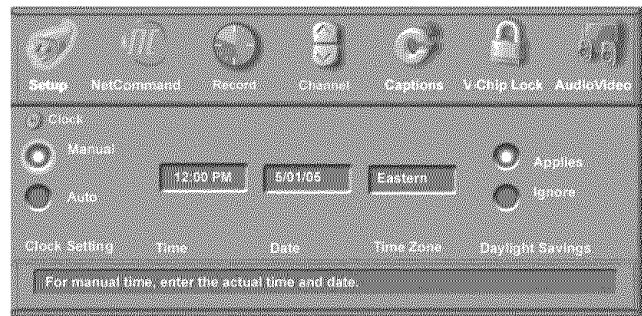 Setup NetCommand Record Channel Captions V-Chip Lock AudioVideo
Clock
Manual
Applies
12:00 PM 5/01/05 Eastern
Auto
Ignore
Clock Setting Time Date Time Zone Daylight Savings
For manual time, enter the actual time and date.